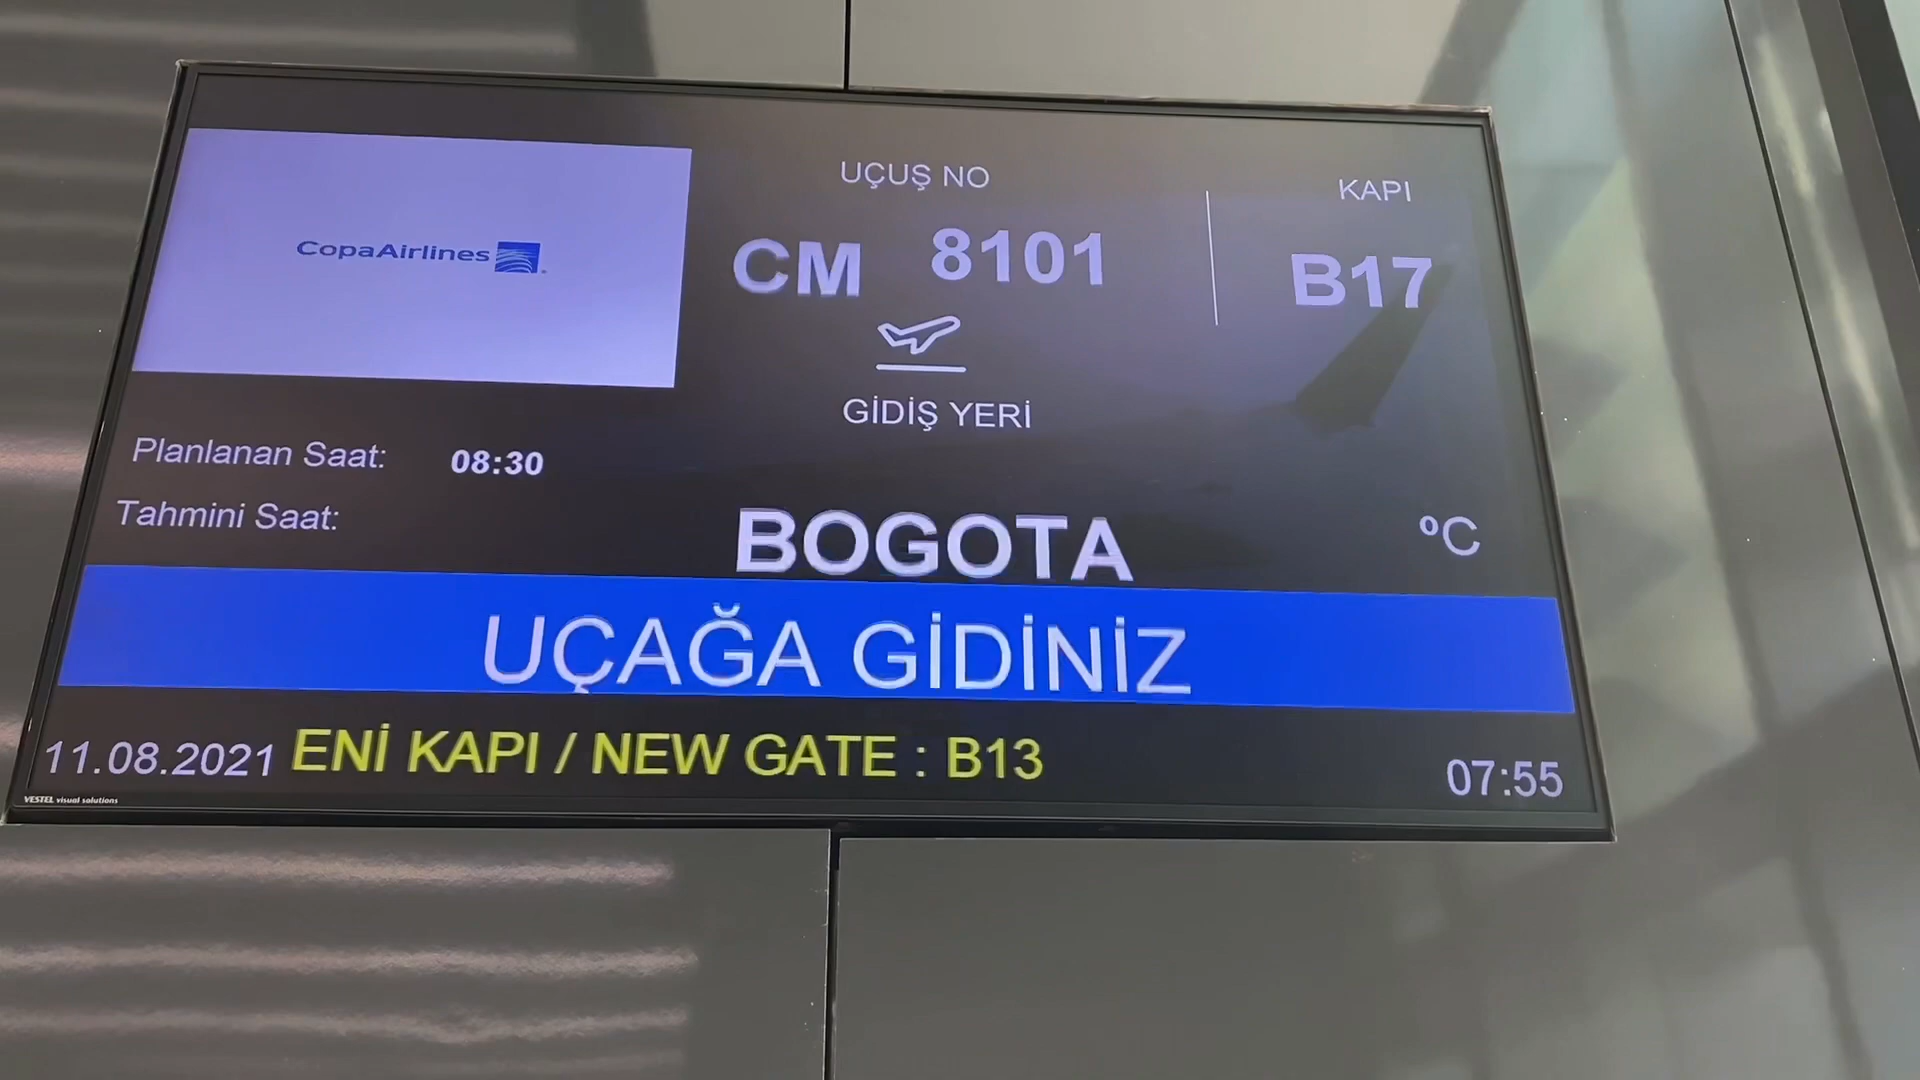 CopaAirlines
UÇUŞ NO
KAPI
CM 8101
B17
GİDİŞ YERİ
Planlanan Saat: 08:30
Tahmini Saat:
BOGOTA
ºC
UÇAĞA GİDİNİZ
11.08.2021 ENİ KAPI / NEW GATE : B13
07:55
VESTEL visual solutions